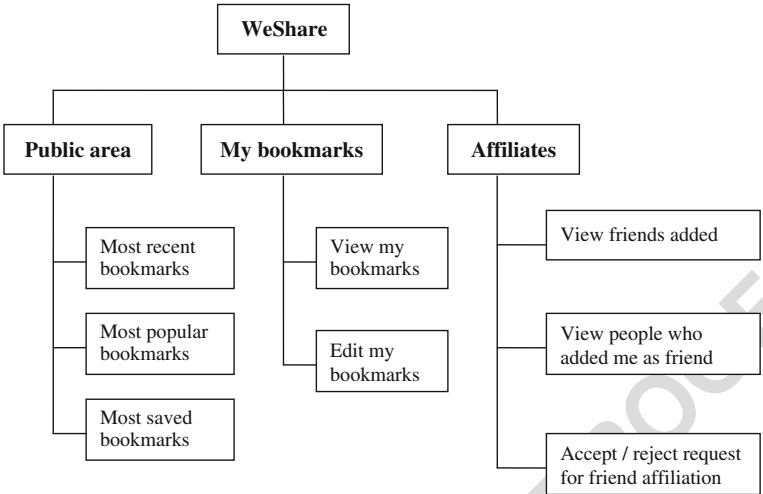 WeShare
Public area
My bookmarks
Affiliates
Most recent
bookmarks
Most popular
bookmarks
Most saved
bookmarks
View my
bookmarks
Edit my
bookmarks
View friends added
View people who
added me as friend
Accept / reject request
for friend affiliation